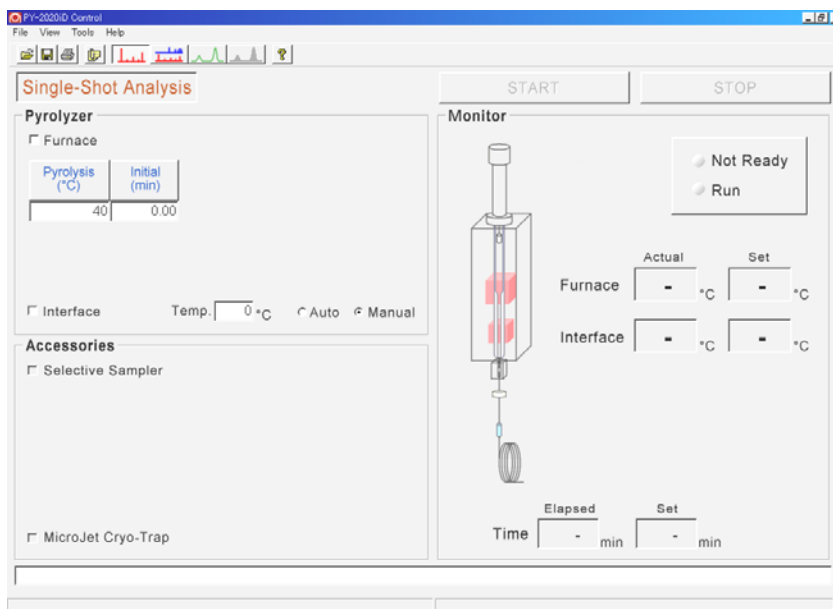 PY-2020iD Control
File View Tools Help
Single-Shot Analysis
START
STOP
Pyrolyzer
Furnace
Pyrolysis (°C)
Initial (min)
40
0.00
Interface
Temp. 0 °C
Auto
Manual
Accessories
Selective Sampler
MicroJet Cryo-Trap
Monitor
Not Ready
Run
Actual Set
Furnace - °C - °C
Interface - °C - °C
Elapsed Set
Time - min - min